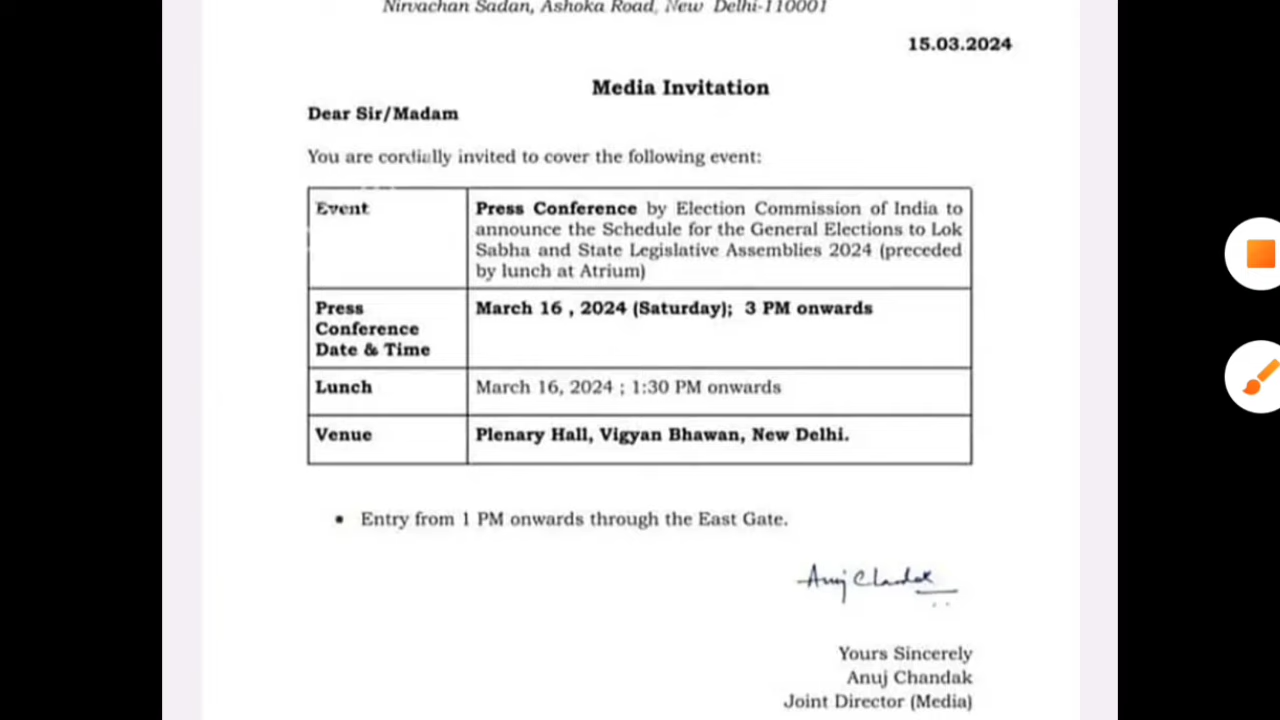 Nirvachan Sadan, Ashoka Road, New Delhi-110001
15.03.2024
Media Invitation
Dear Sir/Madam
You are cordially invited to cover the following event:
Event
Press Conference by Election Commission of India to
announce the Schedule for the General Elections to Lok
Sabha and State Legislative Assemblies 2024 (preceded
by lunch at Atrium)
Press
Conference
Date & Time
March 16 , 2024 (Saturday); 3 PM onwards
Lunch
March 16, 2024 ; 1:30 PM onwards
Venue
Plenary Hall, Vigyan Bhawan, New Delhi.
• Entry from 1 PM onwards through the East Gate.
Anuj Chandak
Yours Sincerely
Anuj Chandak
Joint Director (Media)